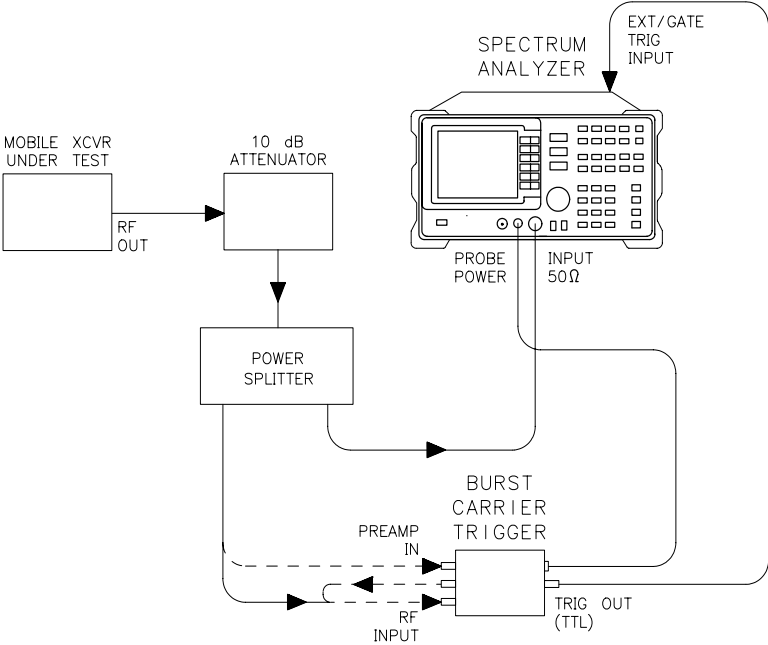 EXT/GATE
TRIG
INPUT
SPECTRUM
ANALYZER
MOBILE XCVR
UNDER TEST
10 dB
ATTENUATOR
RF
OUT
PROBE
POWER
INPUT
50Ω
POWER
SPLITTER
BURST
CARRIER
TRIGGER
PREAMP
IN
RF
INPUT
TRIG OUT
(TTL)